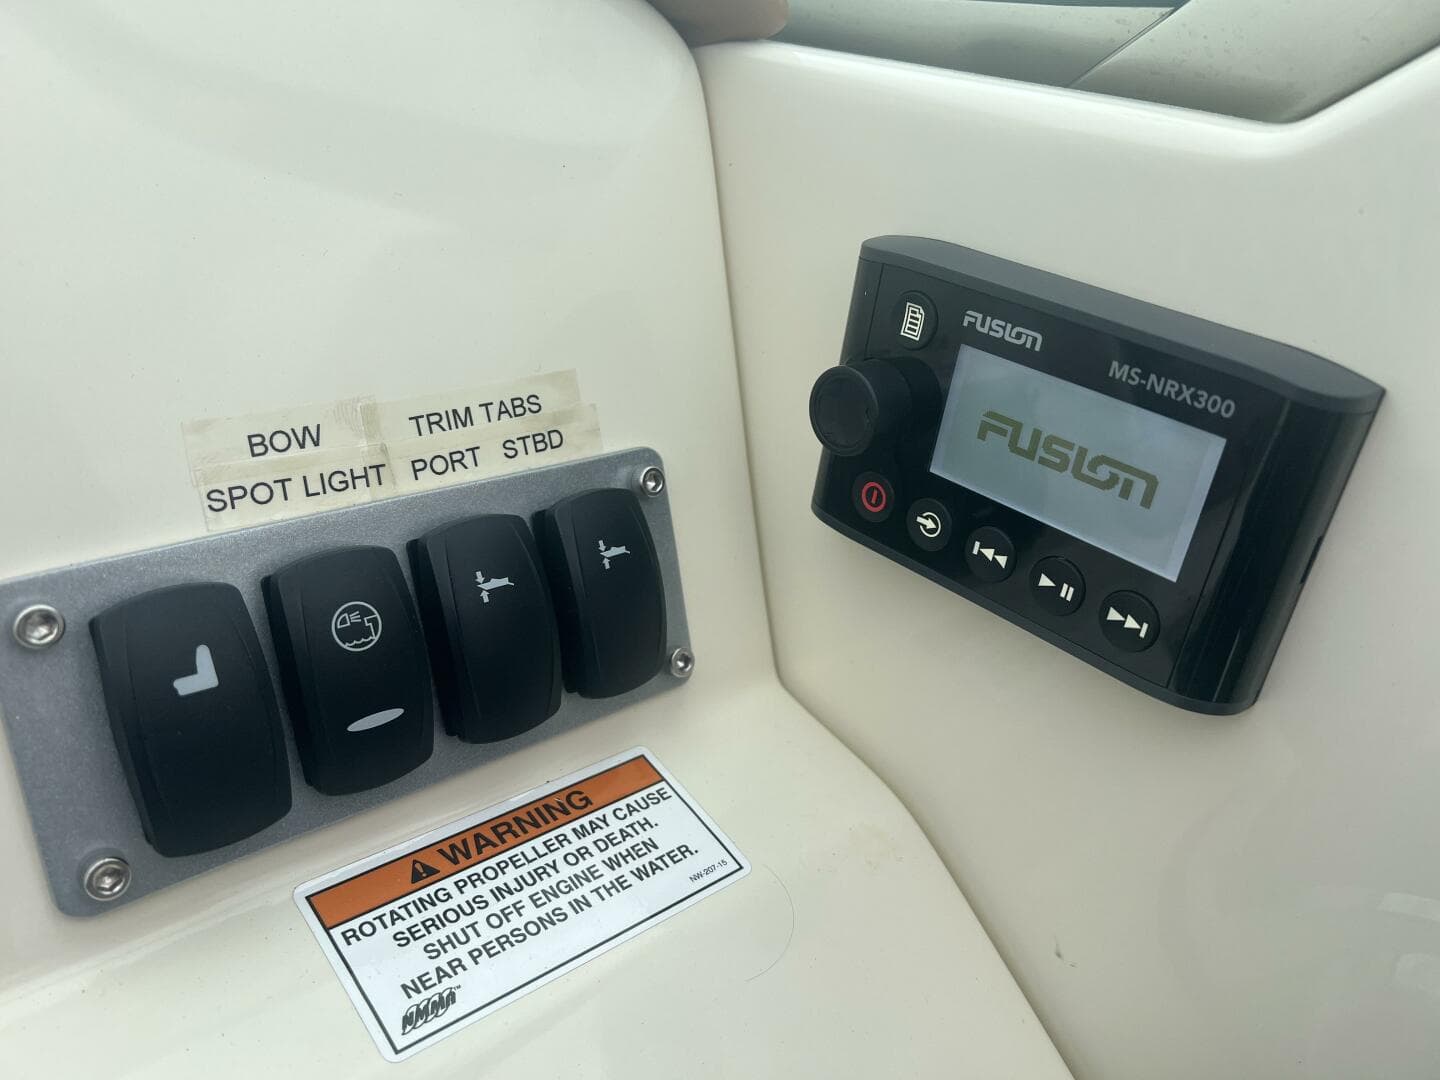 BOW
SPOT LIGHT
TRIM TABS
PORT STBD
FUSION
MS-NRX300
FUSION
WARNING
ROTATING PROPELLER MAY CAUSE
SERIOUS INJURY OR DEATH.
SHUT OFF ENGINE WHEN
NEAR PERSONS IN THE WATER.
NMMA™
NW-207-15